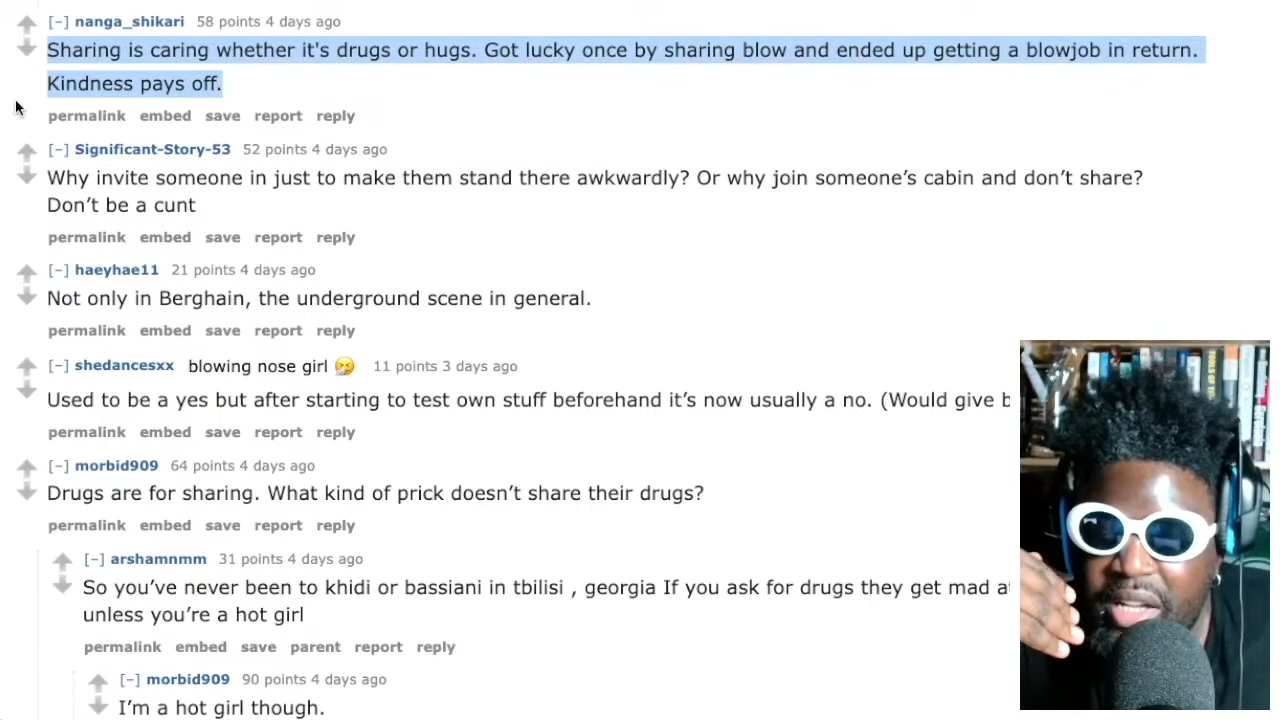 [–] nanga_shikari 58 points 4 days ago
Sharing is caring whether it's drugs or hugs. Got lucky once by sharing blow and ended up getting a blowjob in return.
Kindness pays off.
permalink embed save report reply
[–] Significant-Story-53 52 points 4 days ago
Why invite someone in just to make them stand there awkwardly? Or why join someone’s cabin and don’t share?
Don’t be a cunt
permalink embed save report reply
[–] haeyhae11 21 points 4 days ago
Not only in Berghain, the underground scene in general.
permalink embed save report reply
[–] shedancesxx blowing nose girl 🤧 11 points 3 days ago
Used to be a yes but after starting to test own stuff beforehand it’s now usually a no. (Would give
permalink embed save report reply
[–] morbid909 64 points 4 days ago
Drugs are for sharing. What kind of prick doesn’t share their drugs?
permalink embed save report reply
[–] arshamnmm 31 points 4 days ago
So you’ve never been to khidi or bassiani in tbilisi , georgia If you ask for drugs they get mad
unless you’re a hot girl
permalink embed save parent report reply
[–] morbid909 90 points 4 days ago
I’m a hot girl though.